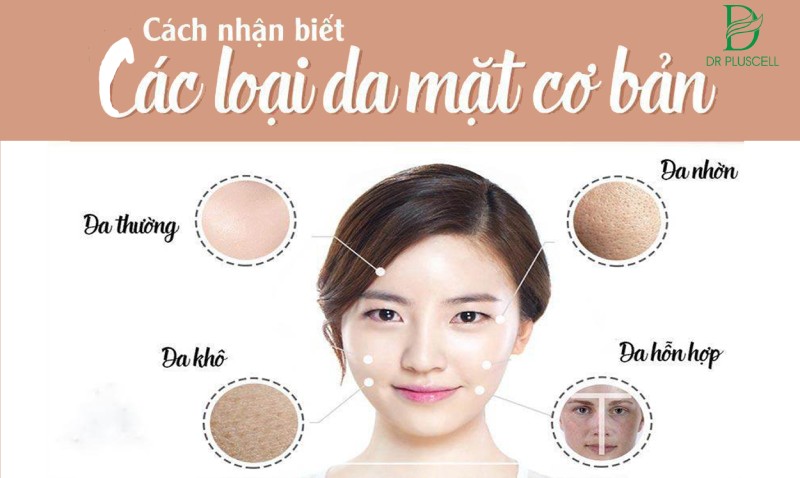 Cách nhận biết
Các loại da mặt cơ bản
DR PLUSCELL
Da nhờn
Da thường
Da khô
Da hỗn hợp